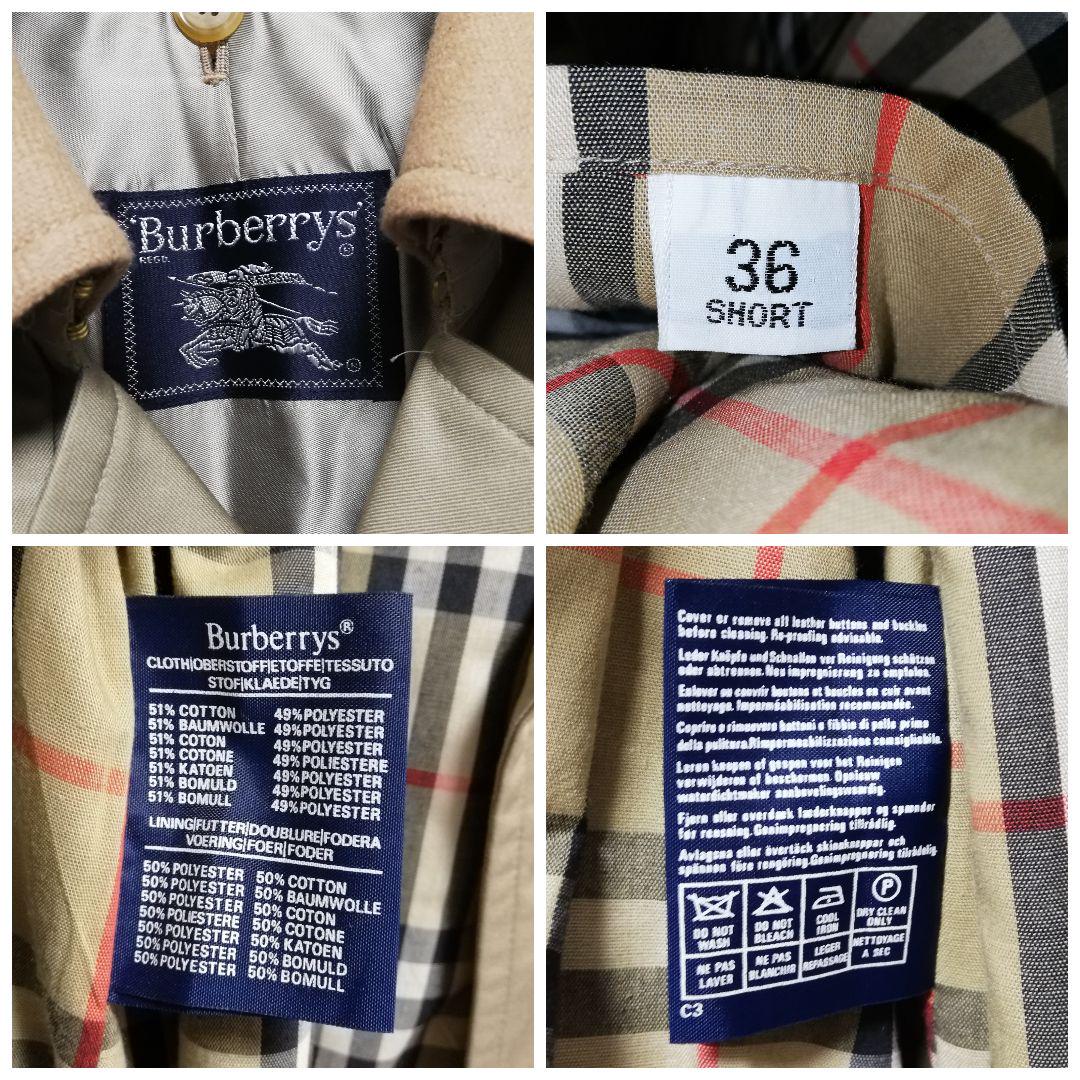 'Burberrys'
REGD.
©
®
36
SHORT
Burberrys®
CLOTH|OBERSTOFF|ETOFFE|TESSUTO
STOF|KLAEDE|TYG
51% COTTON 49%POLYESTER
51% BAUMWOLLE 49%POLYESTER
51% COTON 49%POLYESTER
51% COTONE 49%POLIESTERE
51% KATOEN 49%POLYESTER
51% BOMULD 49%POLYESTER
51% BOMULL 49%POLYESTER
LINING|FUTTER|DOUBLURE|FODERA
VOERING|FOER|FODER
50% POLYESTER 50% COTTON
50% POLYESTER 50% BAUMWOLLE
50% POLYESTER 50% COTON
50% POLIESTERE 50% COTONE
50% POLYESTER 50% KATOEN
50% POLYESTER 50% BOMULD
50% POLYESTER 50% BOMULL
Cover or remove all leather buttons and buckles
before cleaning. Re-proofing advisable.
Leder Knöpfe und Schnallen vor Reinigung schützen
oder abtrennen. Neu imprognierung zu empfolen.
Enlever ou couvrir boutons et boucles en cuir avant
nettoyage. Imperméabilisation recommandée.
Coprire o rimuovere bottoni e fibbie di pelle prima
della pulitura. Rimpermeabilizzazione consigliabile.
Leren knopen of gespen voor het Reinigen
verwijderen of beschermen. Opnieuw
waterdichtmaken aanbevelingswaardig.
Fjern eller overdæk læderknapper og spænder
før rensning. Genimprægnering tilrådlig.
Avlägsna eller övertäck skinnknappar och
spännen före rengöring. Genimpregnering tillrådlig.
P
DO NOT
WASH
DO NOT
BLEACH
COOL
IRON
DRY CLEAN
ONLY
NE PAS
LAVER
NE PAS
BLANCHIR
LEGER
REPASSAGE
NETTOYAGE
A SEC
C3